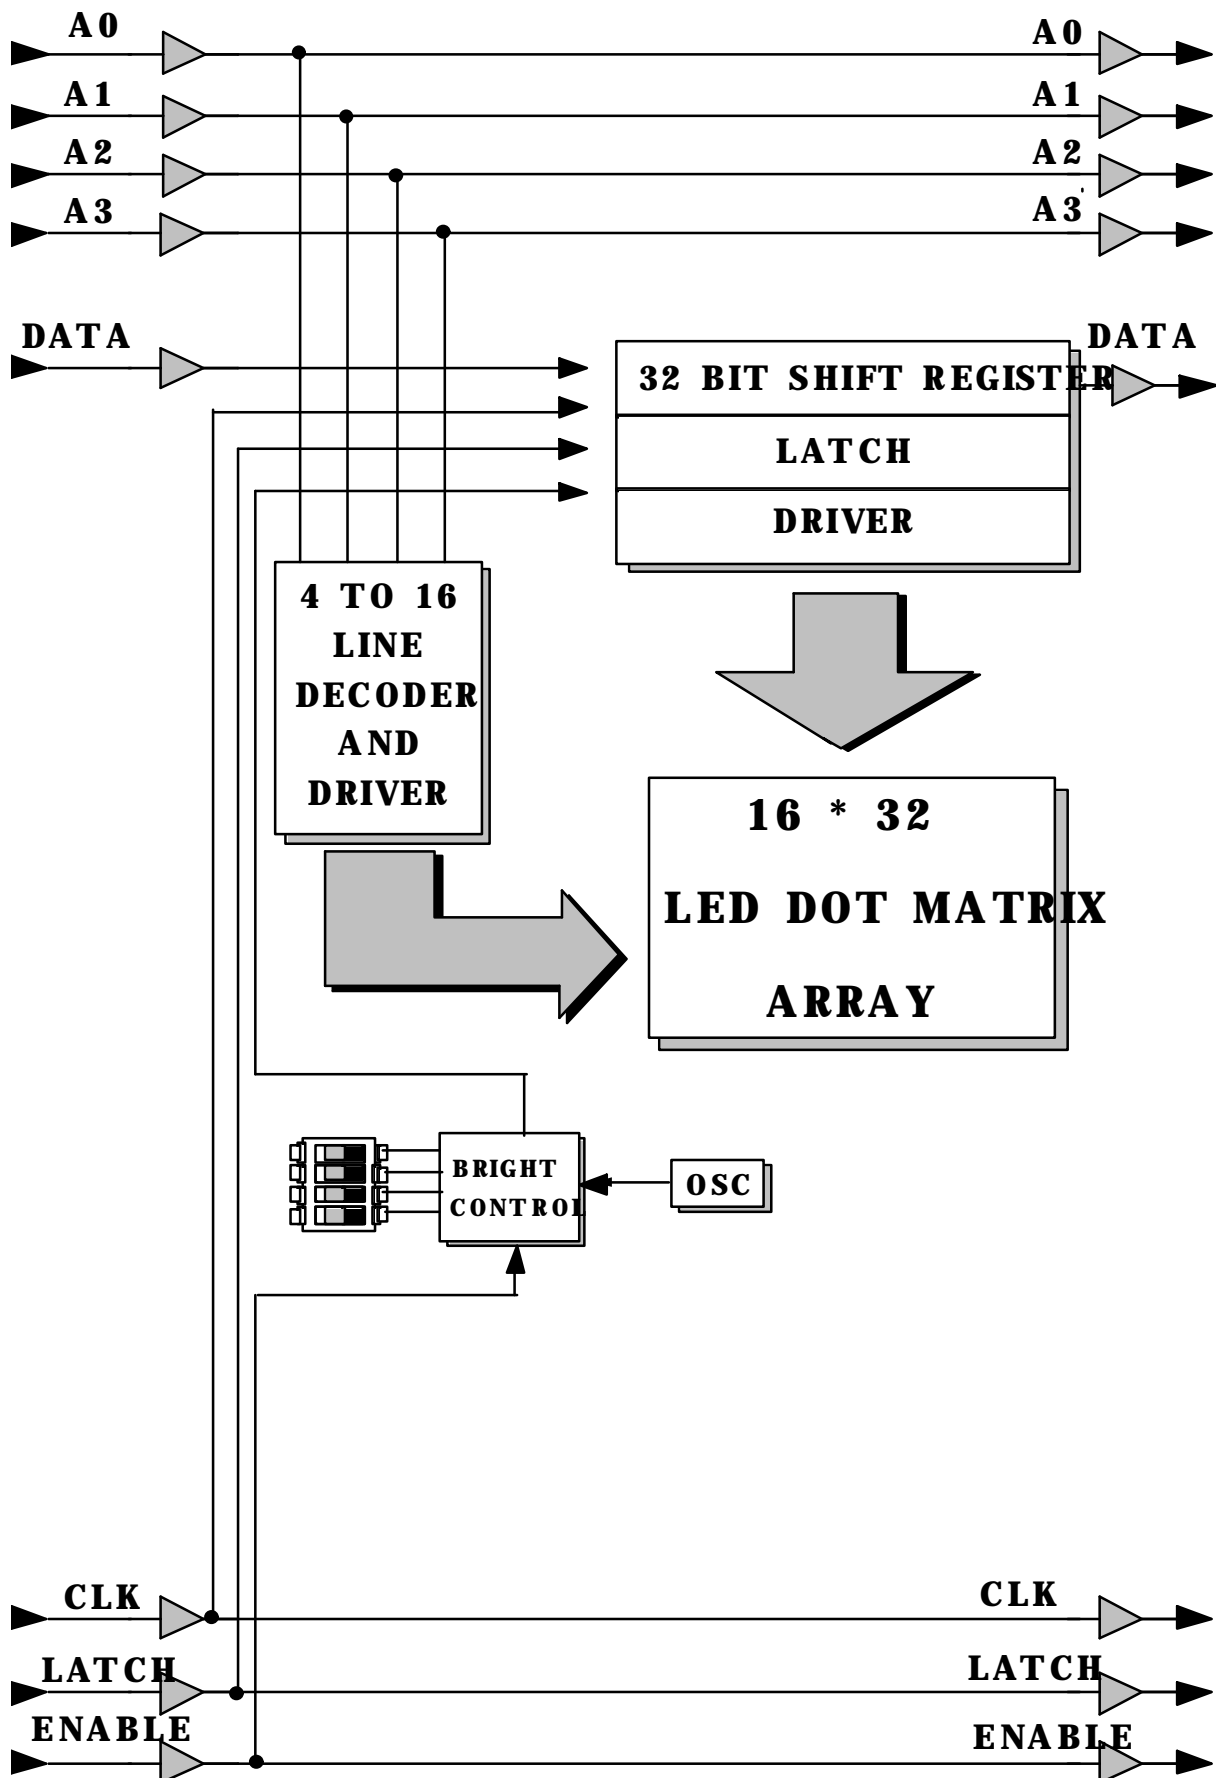 A0 A0
A1 A1
A2 A2
A3 A3
DATA DATA
32 BIT SHIFT REGISTER
LATCH
DRIVER
4 TO 16
LINE
DECODER
AND
DRIVER
16 * 32
LED DOT MATRIX
ARRAY
BRIGHT
CONTROL
OSC
CLK CLK
LATCH LATCH
ENABLE ENABLE